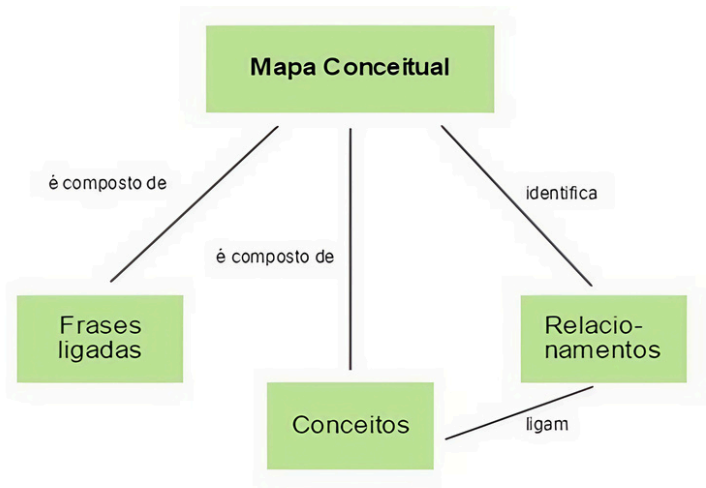 Mapa Conceitual
é composto de
identifica
é composto de
Frases
ligadas
Relacio-
namentos
Conceitos
ligam